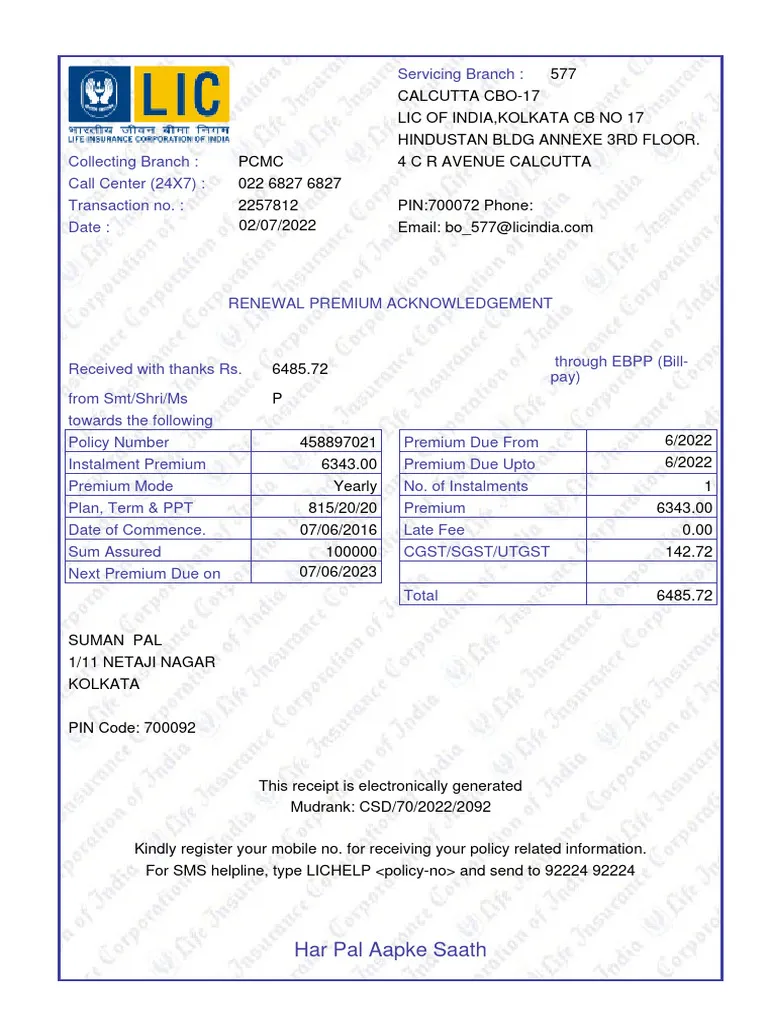 LIC
भारतीय जीवन बीमा निगम
LIFE INSURANCE CORPORATION OF INDIA
Servicing Branch : 577
CALCUTTA CBO-17
LIC OF INDIA,KOLKATA CB NO 17
HINDUSTAN BLDG ANNEXE 3RD FLOOR.
4 C R AVENUE CALCUTTA
PIN:700072 Phone:
Email: bo_577@licindia.com
Collecting Branch : PCMC
Call Center (24X7) : 022 6827 6827
Transaction no. : 2257812
Date : 02/07/2022
RENEWAL PREMIUM ACKNOWLEDGEMENT
Received with thanks Rs. 6485.72 through EBPP (Bill-
pay)
from Smt/Shri/Ms P
towards the following
Policy Number 458897021
Instalment Premium 6343.00
Premium Mode Yearly
Plan, Term & PPT 815/20/20
Date of Commence. 07/06/2016
Sum Assured 100000
Next Premium Due on 07/06/2023
Premium Due From 6/2022
Premium Due Upto 6/2022
No. of Instalments 1
Premium 6343.00
Late Fee 0.00
CGST/SGST/UTGST 142.72
Total 6485.72
SUMAN PAL
1/11 NETAJI NAGAR
KOLKATA
PIN Code: 700092
This receipt is electronically generated
Mudrank: CSD/70/2022/2092
Kindly register your mobile no. for receiving your policy related information.
For SMS helpline, type LICHELP <policy-no> and send to 92224 92224
Har Pal Aapke Saath